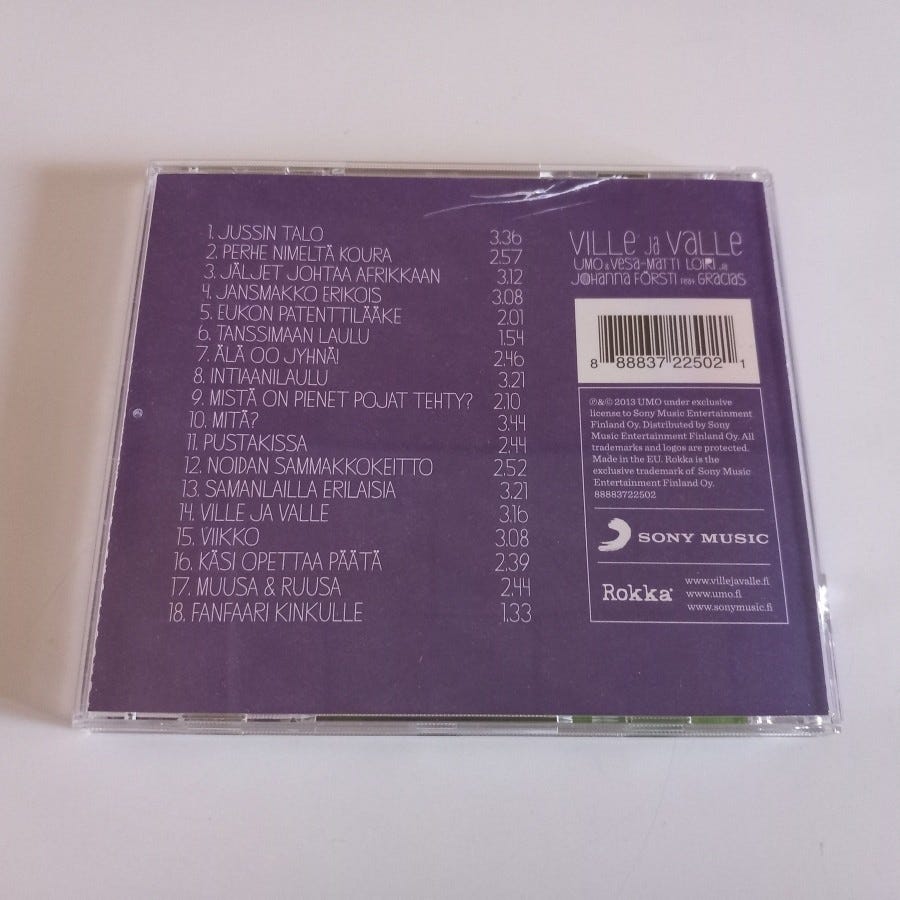 1. JUSSIN TALO 3.36
2. PERHE NIMELTÄ KOURA 2.57
3. JÄLJET JOHTAA AFRIKKAAN 3.12
4. JANSMAKKO ERIKOIS 3.08
5. EUKON PATENTTILÄÄKE 2.01
6. TANSSIMAAN LAULU 1.54
7. ÄLÄ OO JYHNÄ! 2.46
8. INTIAANILAULU 3.21
9. MISTÄ ON PIENET POJAT TEHTY? 2.10
10. MITÄ? 3.44
11. PUSTAKISSA 2.44
12. NOIDAN SAMMAKKOKEITTO 2.52
13. SAMANLAILLA ERILAISIA 3.21
14. VILLE JA VALLE 3.16
15. VIIKKO 3.08
16. KÄSI OPETTAA PÄÄTÄ 2.39
17. MUUSA & RUUSA 2.44
18. FANFAARI KINKULLE 1.33
VILLE ja VALLE
UMO & VESA-MATTI LOIRI ja
JOHANNA FÖRSTI feat. GRACIAS
8 88837 22502 1
℗&© 2013 UMO under exclusive
license to Sony Music Entertainment
Finland Oy. Distributed by Sony
Music Entertainment Finland Oy. All
trademarks and logos are protected.
Made in the EU. Rokka is the
exclusive trademark of Sony Music
Entertainment Finland Oy.
88883722502
SONY MUSIC
Rokka
www.villejavalle.fi
www.umo.fi
www.sonymusic.fi